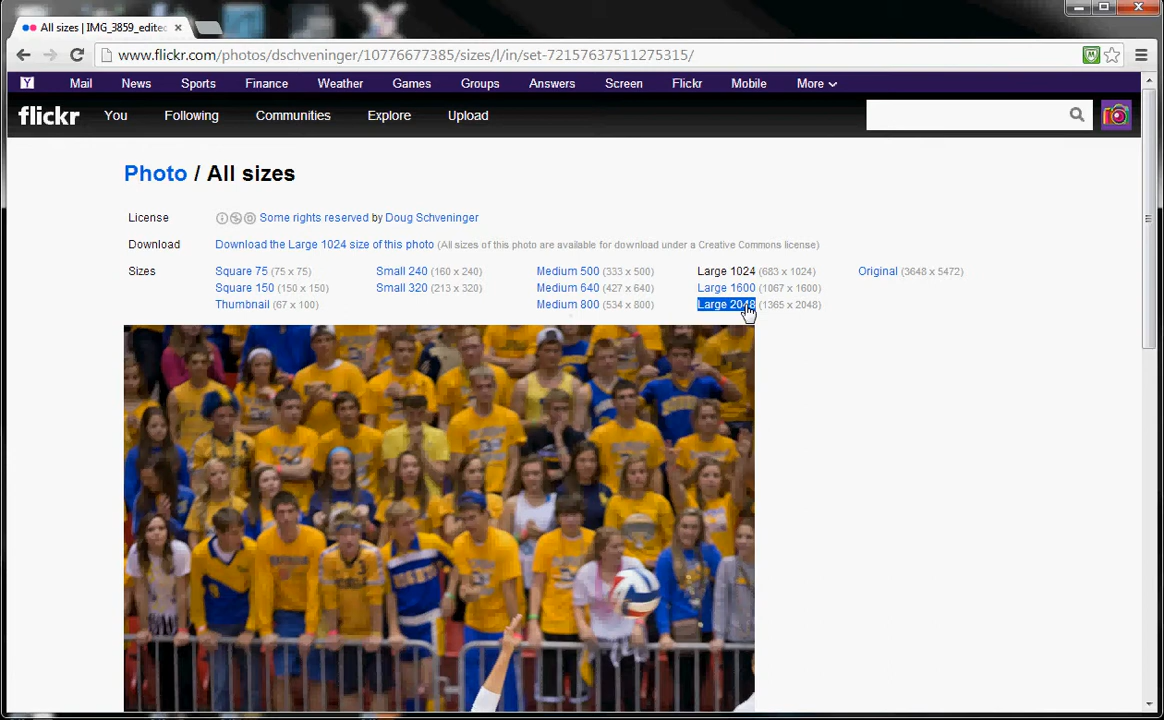 All sizes | IMG_3859_edited
www.flickr.com/photos/dschveninger/10776677385/sizes/l/in/set-72157637511275315/
Y Mail News Sports Finance Weather Games Groups Answers Screen Flickr Mobile More
flickr You Following Communities Explore Upload
Photo / All sizes
License Some rights reserved by Doug Schveninger
Download Download the Large 1024 size of this photo (All sizes of this photo are available for download under a Creative Commons license)
Sizes Square 75 (75 x 75) Small 240 (160 x 240) Medium 500 (333 x 500) Large 1024 (683 x 1024) Original (3648 x 5472)
Square 150 (150 x 150) Small 320 (213 x 320) Medium 640 (427 x 640) Large 1600 (1067 x 1600)
Thumbnail (67 x 100) Medium 800 (534 x 800) Large 2048 (1365 x 2048)